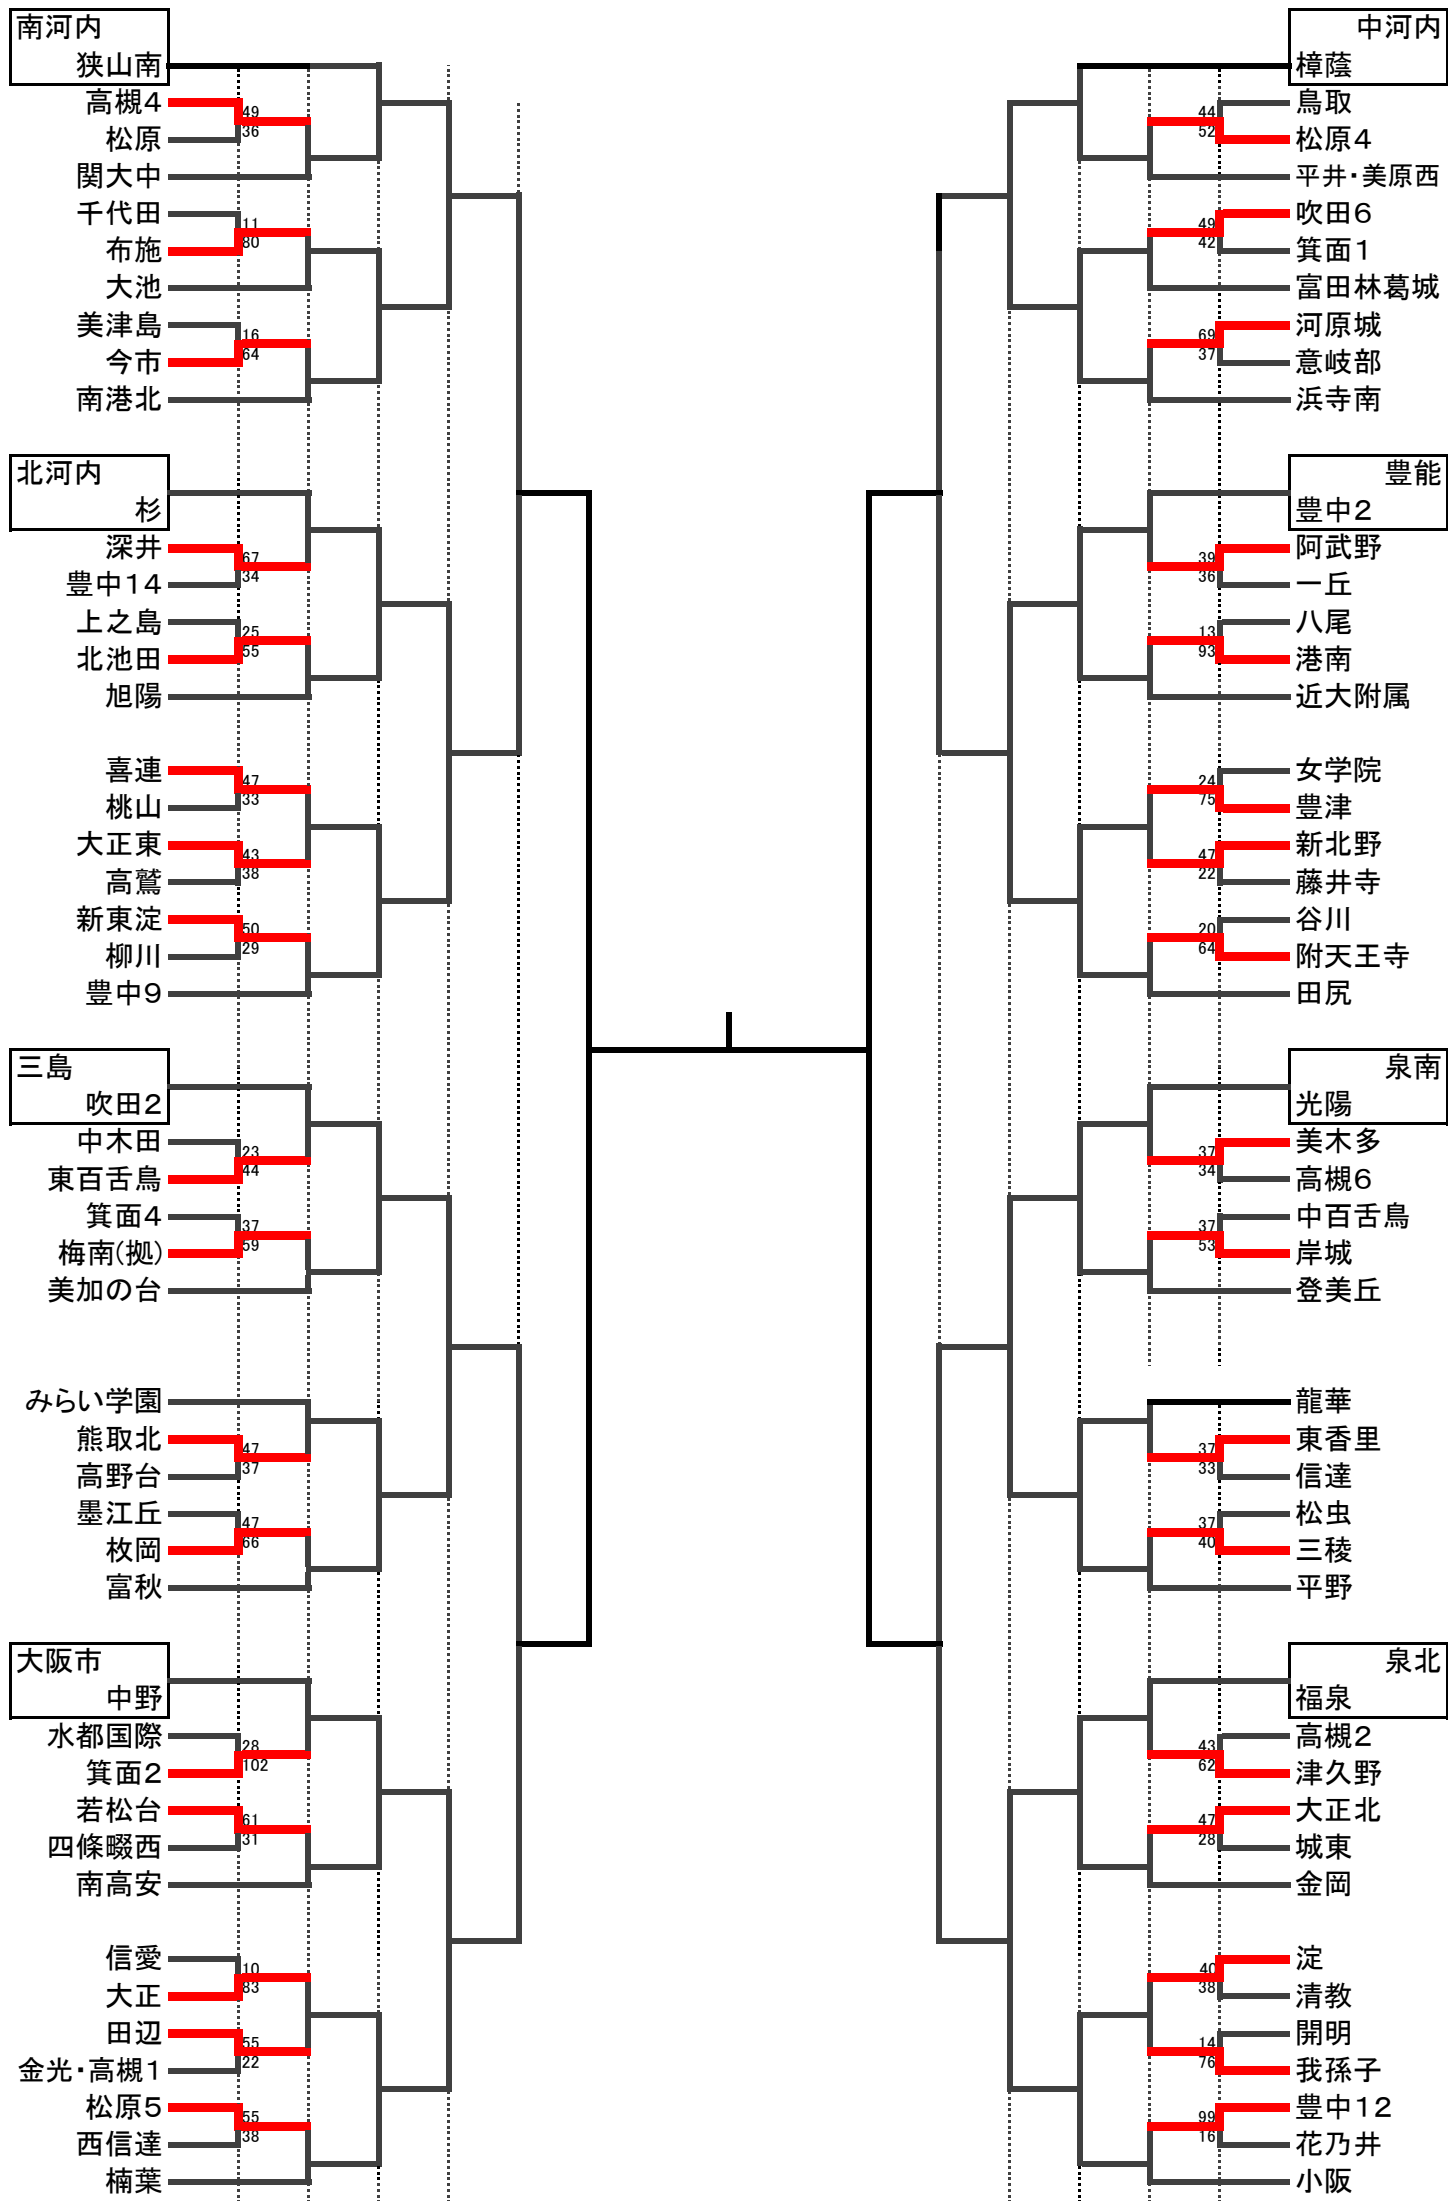 南河内
狭山南
高槻4
49
36
松原
関大中
千代田
11
80
布施
大池
美津島
16
64
今市
南港北
北河内
杉
深井
67
34
豊中14
上之島
25
55
北池田
旭陽
喜連
47
33
桃山
大正東
43
38
高鷲
新東淀
50
29
柳川
豊中9
三島
吹田2
中木田
23
44
東百舌鳥
箕面4
37
59
梅南(拠)
美加の台
みらい学園
熊取北
47
37
高野台
墨江丘
47
66
枚岡
富秋
大阪市
中野
水都国際
28
102
箕面2
若松台
61
31
四條畷西
南高安
信愛
10
83
大正
田辺
55
22
金光・高槻1
松原5
55
38
西信達
楠葉
中河内
樟蔭
鳥取
44
52
松原4
平井・美原西
吹田6
49
42
箕面1
富田林葛城
河原城
69
37
意岐部
浜寺南
豊能
豊中2
阿武野
39
36
一丘
八尾
13
93
港南
近大附属
女学院
24
75
豊津
新北野
47
22
藤井寺
谷川
20
64
附天王寺
田尻
泉南
光陽
美木多
37
34
高槻6
中百舌鳥
37
53
岸城
登美丘
龍華
東香里
37
33
信達
松虫
37
40
三稜
平野
泉北
福泉
高槻2
43
62
津久野
大正北
47
28
城東
金岡
淀
40
38
清教
開明
14
76
我孫子
豊中12
99
16
花乃井
小阪